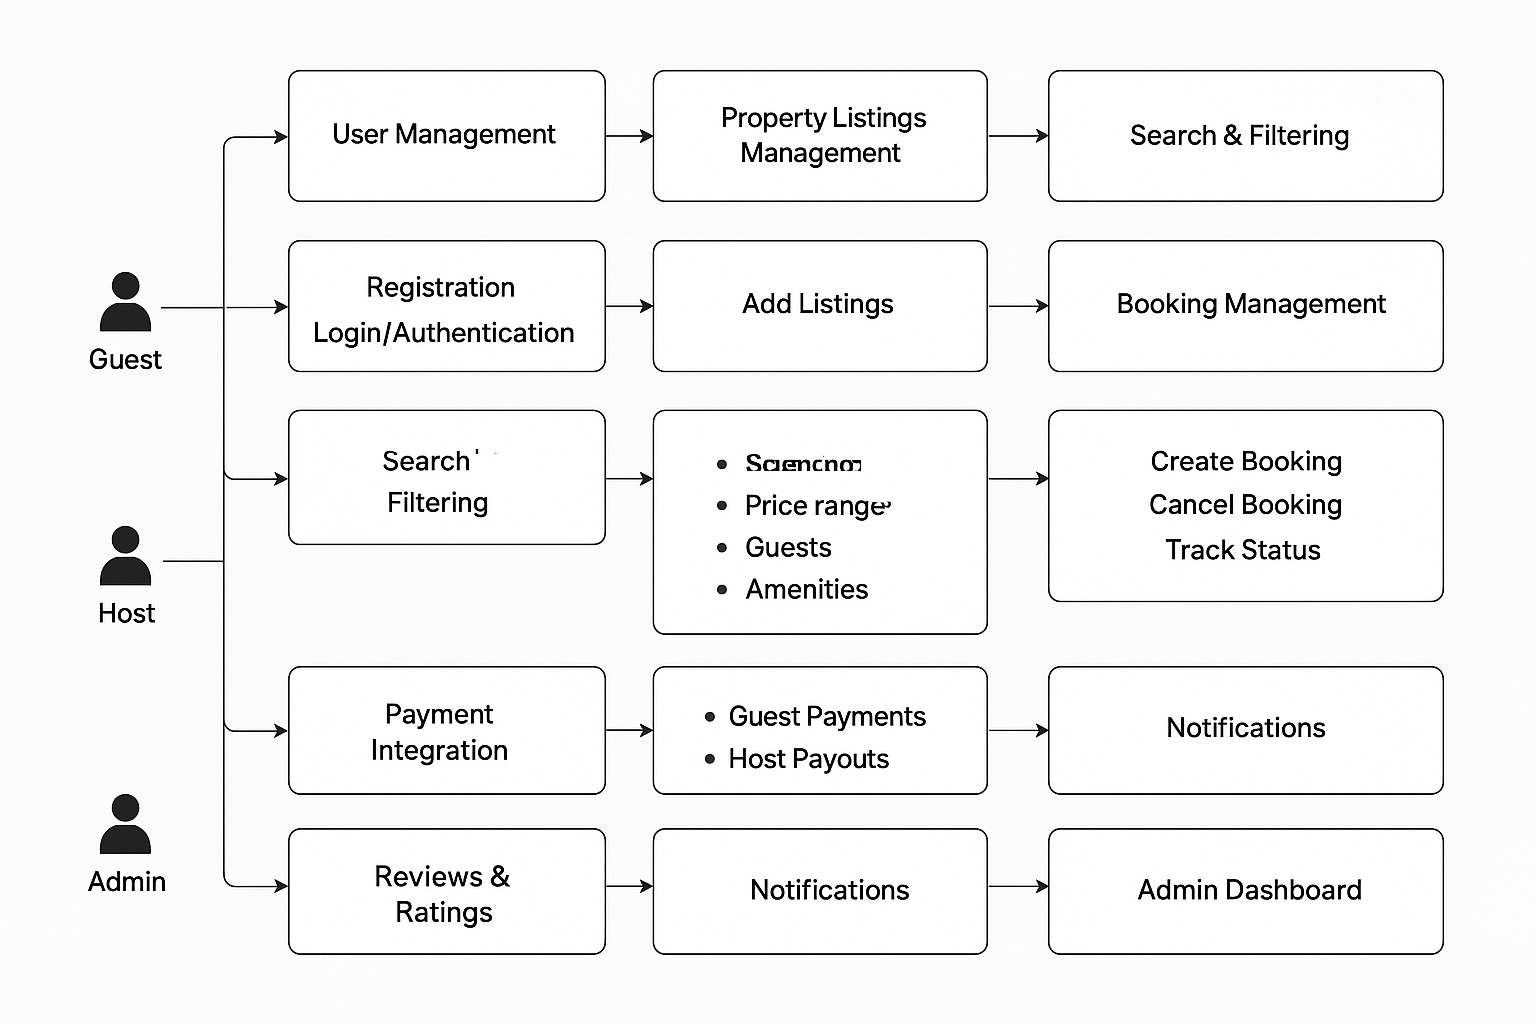 User Management
Property Listings
Management
Search & Filtering
Guest
Registration
Login/Authentication
Add Listings
Booking Management
Search
Filtering
• Price range
• Guests
• Amenities
Create Booking
Cancel Booking
Track Status
Host
Payment
Integration
• Guest Payments
• Host Payouts
Notifications
Admin
Reviews &
Ratings
Notifications
Admin Dashboard